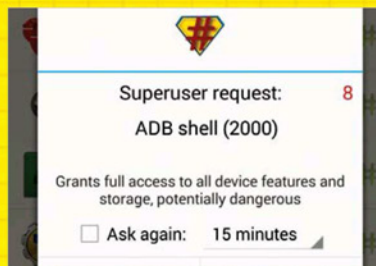 #
Superuser request: 8
ADB shell (2000)
Grants full access to all device features and
storage, potentially dangerous
Ask again: 15 minutes